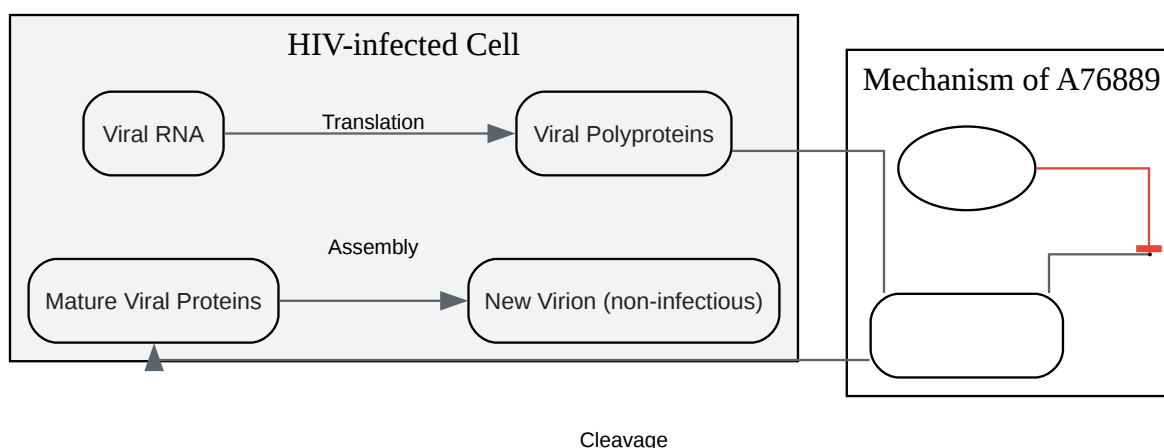 HIV-infected Cell
Mechanism of A76889
Viral RNA
Translation
Viral Polyproteins
Assembly
Mature Viral Proteins
New Virion (non-infectious)
Cleavage